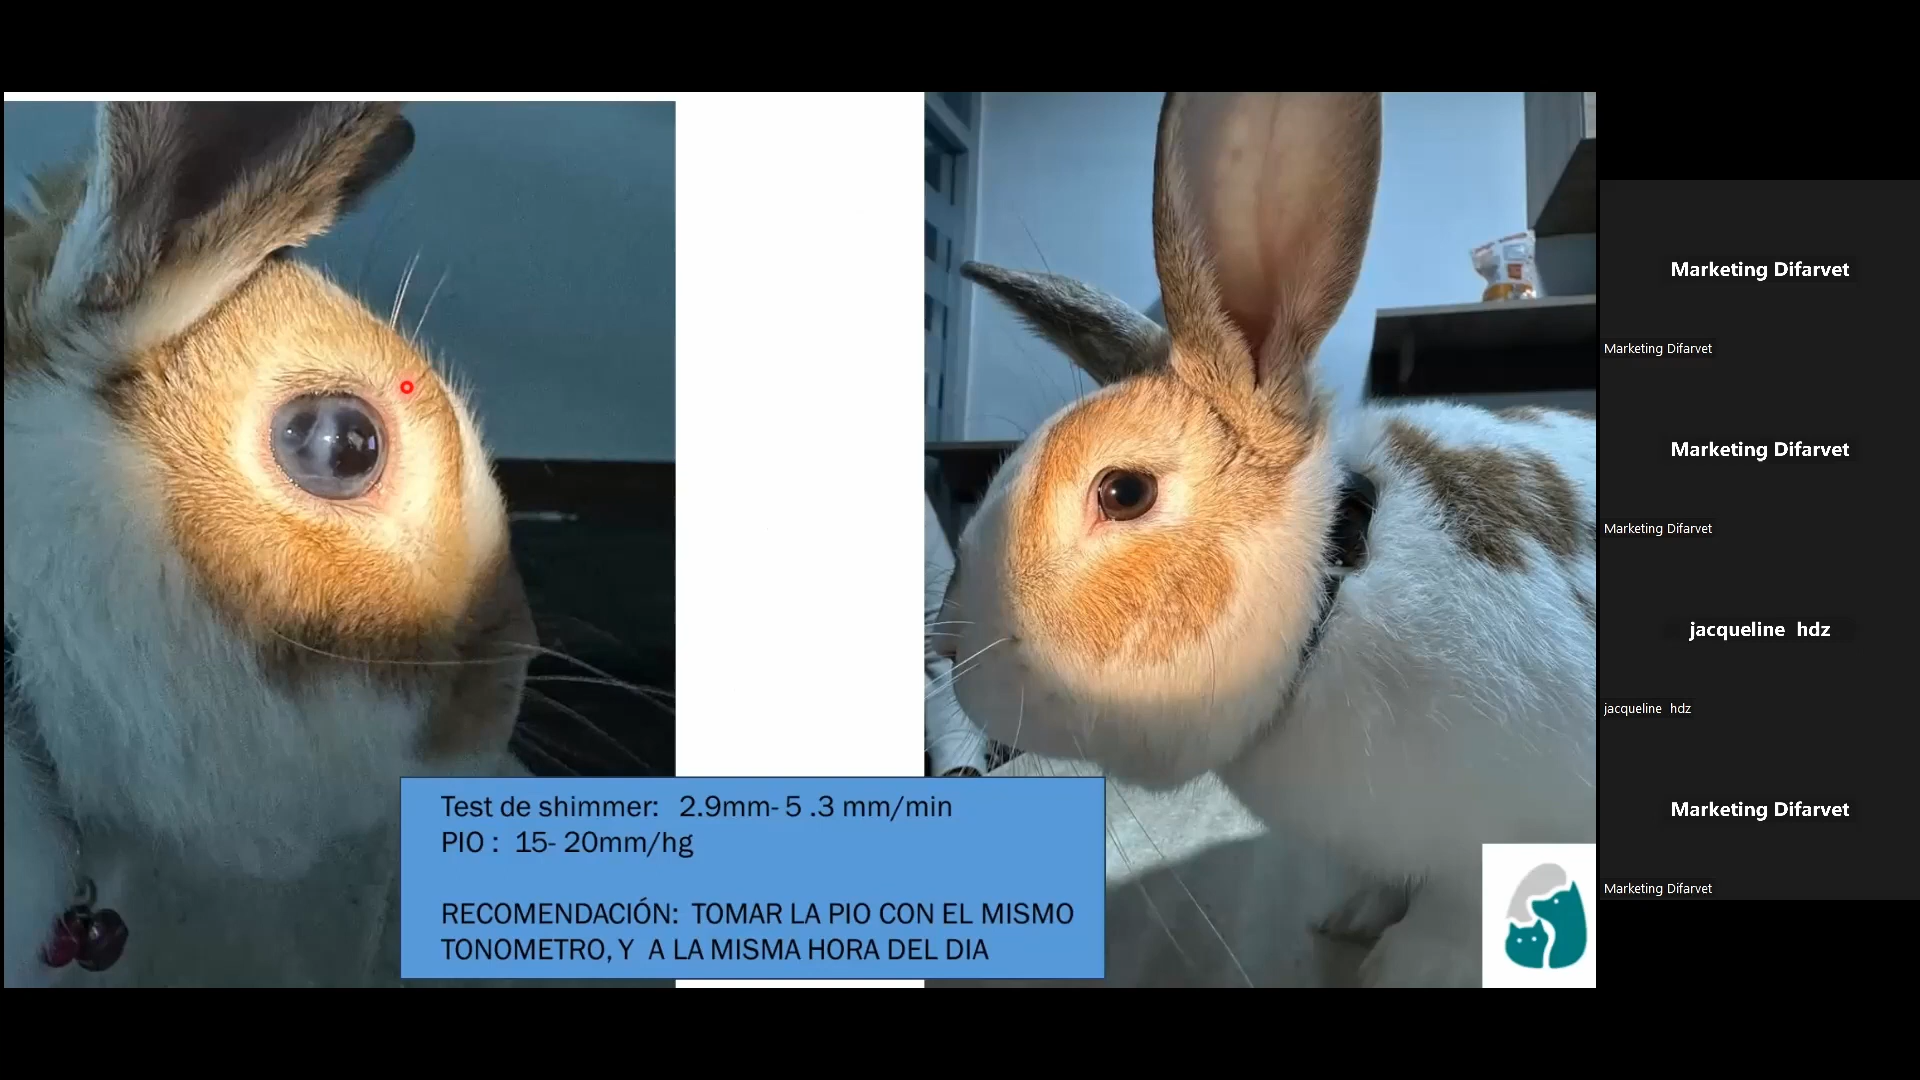 Test de shimmer: 2.9mm- 5 .3 mm/min
PIO : 15- 20mm/hg
RECOMENDACIÓN: TOMAR LA PIO CON EL MISMO
TONOMETRO, Y A LA MISMA HORA DEL DIA
Marketing Difarvet
Marketing Difarvet
Marketing Difarvet
Marketing Difarvet
jacqueline hdz
jacqueline hdz
Marketing Difarvet
Marketing Difarvet